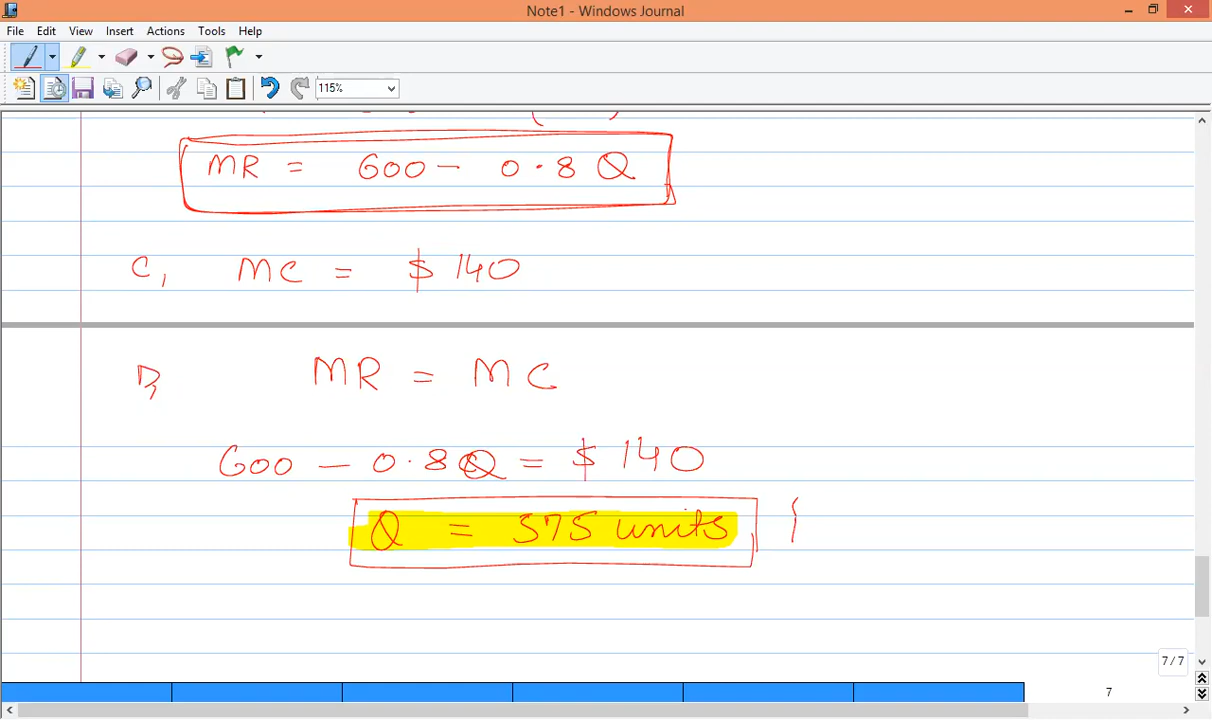 Note1 - Windows Journal
File Edit View Insert Actions Tools Help
115%
MR = 600 - 0.8 Q
C, MC = $ 140
D, MR = MC
600 - 0.8Q = $ 140
Q = 575 units
7 / 7
7